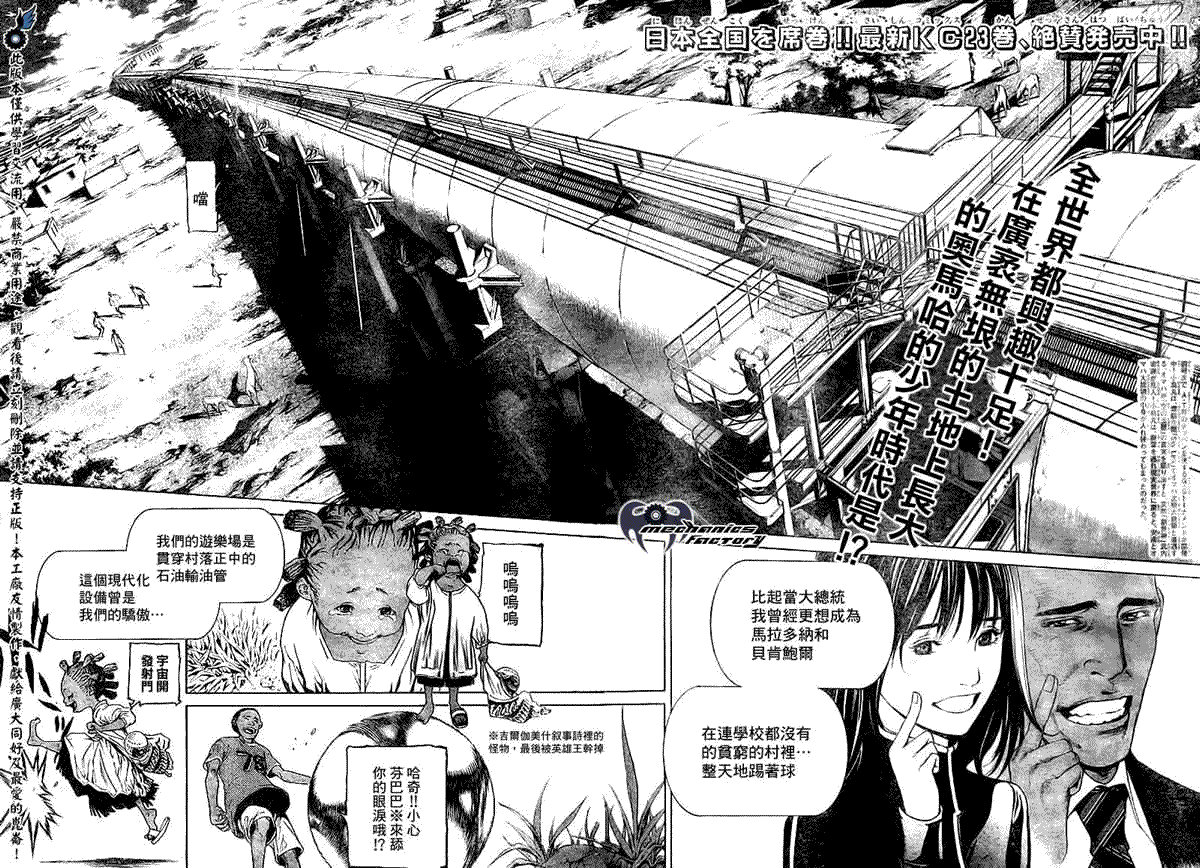 日本全国を席巻!!最新KC23巻、絶賛発売中!!
全世界都興趣十足!
在廣袤無垠的土地上長大
的奧馬哈的少年時代是!?
噹
比起當大總統
我曾經更想成為
馬拉多納和
貝肯鮑爾
在連學校都沒有
的貧窮的村裡…
整天地踢著球
嗚嗚嗚嗚
我們的遊樂場是
貫穿村落正中的
石油輸油管
這個現代化
設備曾是
我們的驕傲…
※吉爾伽美什叙事詩裡的
怪物,最後被英雄王幹掉
哈奇!!小心
芬巴巴※來舔
你的眼淚哦!?
宇宙開
發射門
Mechenics
Factory
此版本僅供學習交流用,嚴禁商業用途,觀看後請立刻刪除並請支持正版!本工廠友情製作,獻給廣大同好及最愛的崑崙!